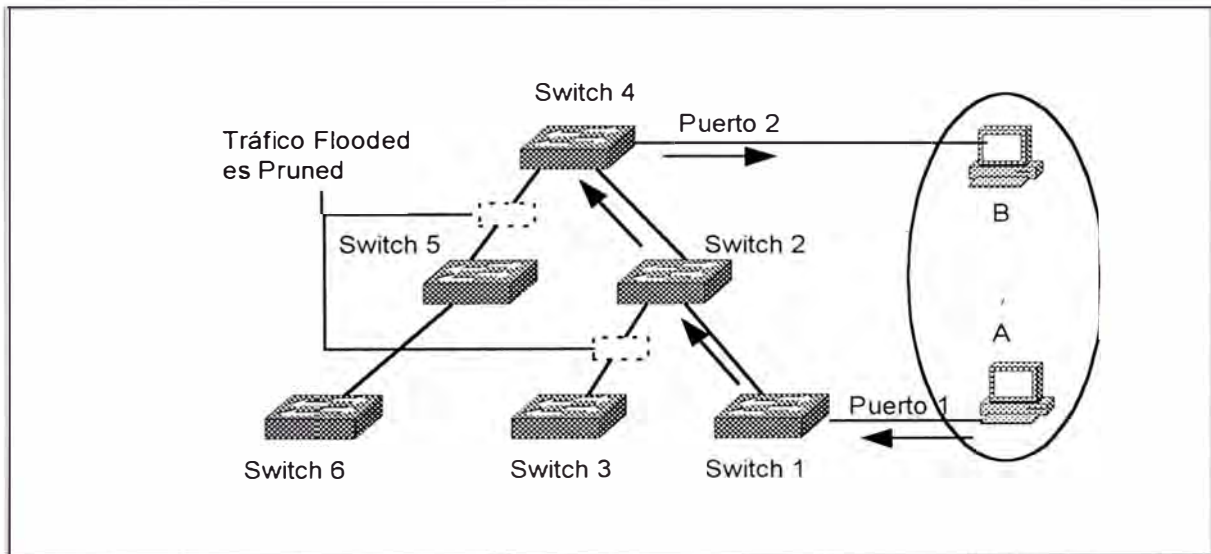 Switch 4
Puerto 2
Tráfico Flooded
es Pruned
B
Switch 5
Switch 2
A
Puerto 1
Switch 6
Switch 3
Switch 1